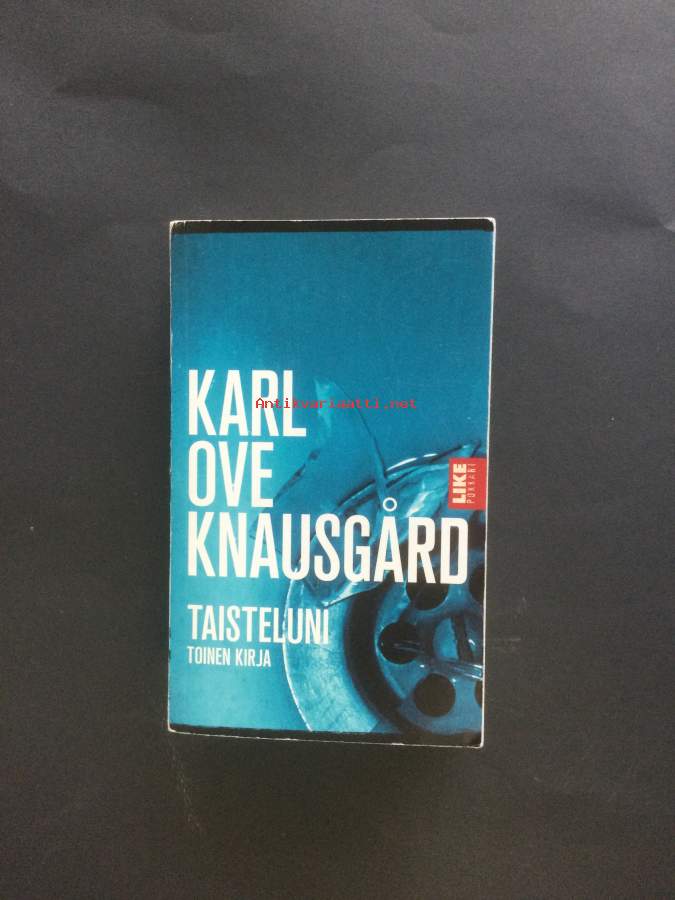 KARL
Antikvariaatti.net
OVE
KNAUSGÅRD
LIKE
POKKARI
TAISTELUNI
TOINEN KIRJA